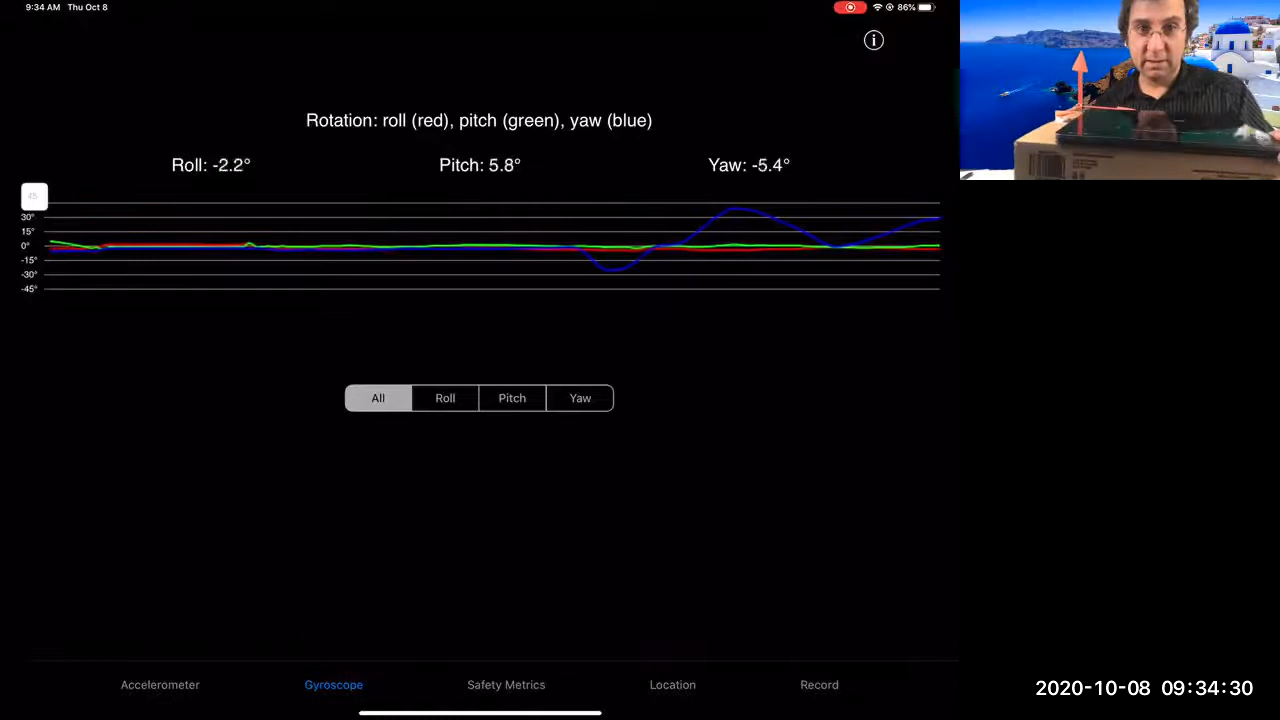 9:34 AM Thu Oct 8
86%
Rotation: roll (red), pitch (green), yaw (blue)
Roll: -2.2° Pitch: 5.8° Yaw: -5.4°
45
30°
15°
0°
-15°
-30°
-45°
All Roll Pitch Yaw
Accelerometer Gyroscope Safety Metrics Location Record
2020-10-08 09:34:30